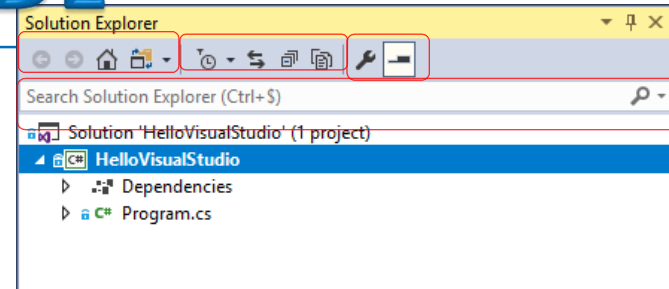 Solution Explorer
Search Solution Explorer (Ctrl+$)
Solution 'HelloVisualStudio' (1 project)
C# HelloVisualStudio
Dependencies
C# Program.cs